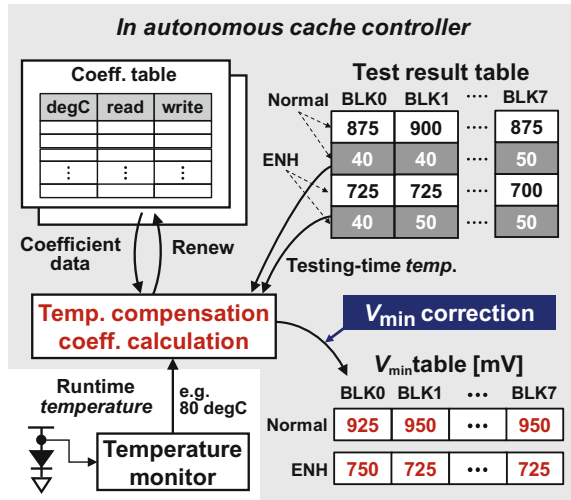 In autonomous cache controller
Coeff. table
degC read write
⋮ ⋮ ⋮
Coefficient data
Renew
Test result table
BLK0 BLK1 ···· BLK7
Normal
875 900 ···· 875
40 40 ···· 50
ENH
725 725 ···· 700
40 50 ···· 50
Testing-time temp.
Temp. compensation
coeff. calculation
Vmin correction
Runtime
temperature
e.g.
80 degC
Temperature
monitor
Vmin table [mV]
BLK0 BLK1 ··· BLK7
Normal 925 950 ··· 950
ENH 750 725 ··· 725